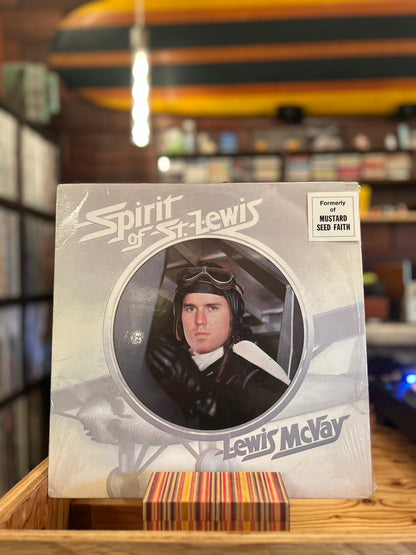 Spirit
of St. Lewis
Formerly
of
MUSTARD
SEED FAITH
Lewis McVay